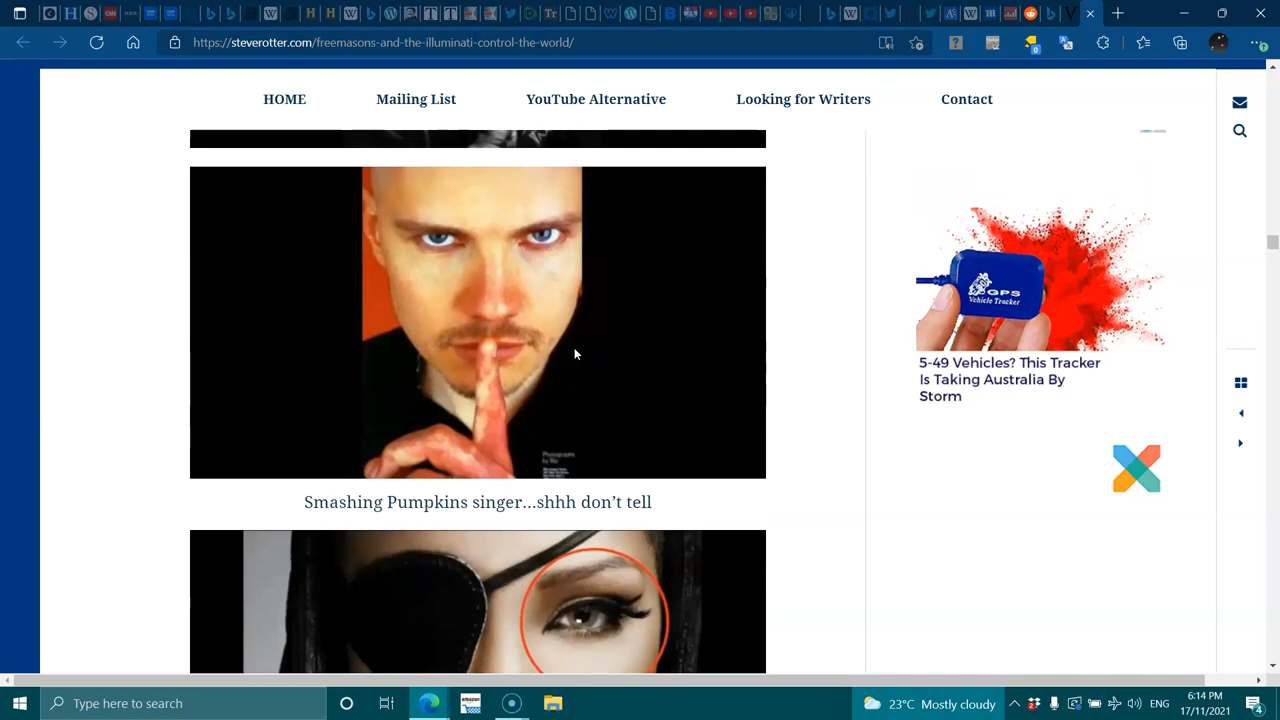 https://steverotter.com/freemasons-and-the-illuminati-control-the-world/
HOME
Mailing List
YouTube Alternative
Looking for Writers
Contact
GPS
Vehicle Tracker
5-49 Vehicles? This Tracker
Is Taking Australia By
Storm
Smashing Pumpkins singer...shhh don't tell
Type here to search
amazon
23°C Mostly cloudy
ENG
6:14 PM
17/11/2021